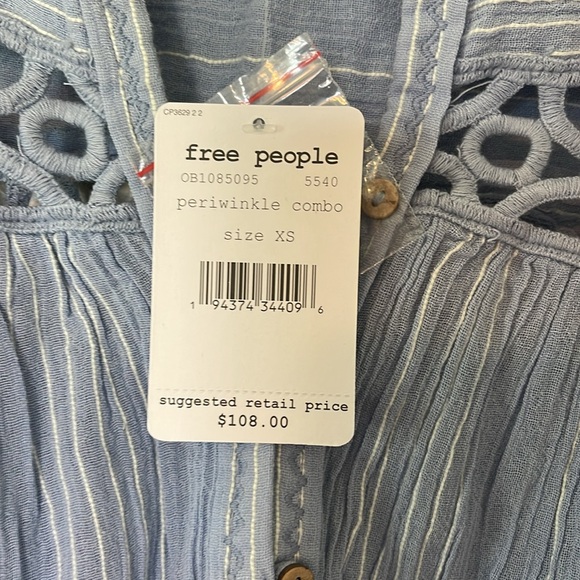 CP3629 2 2
free people
OB1085095 5540
periwinkle combo
size XS
1 94374 34409 6
suggested retail price
$108.00